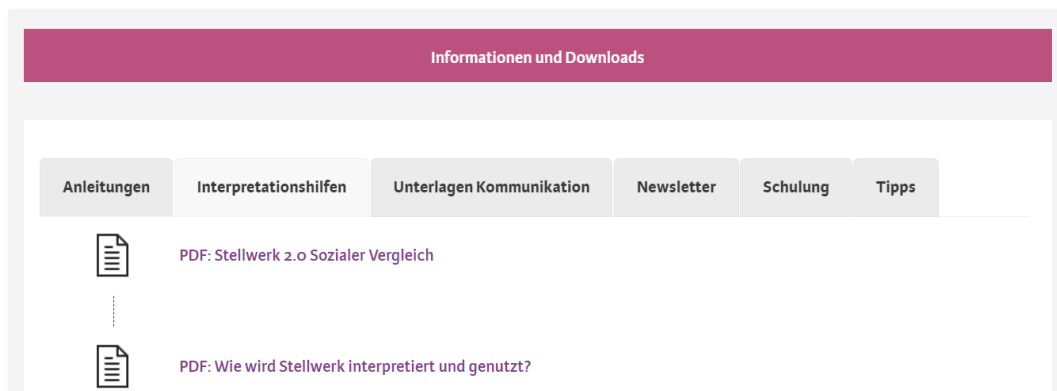 Informationen und Downloads
Anleitungen Interpretationshilfen Unterlagen Kommunikation Newsletter Schulung Tipps
PDF: Stellwerk 2.0 Sozialer Vergleich
PDF: Wie wird Stellwerk interpretiert und genutzt?